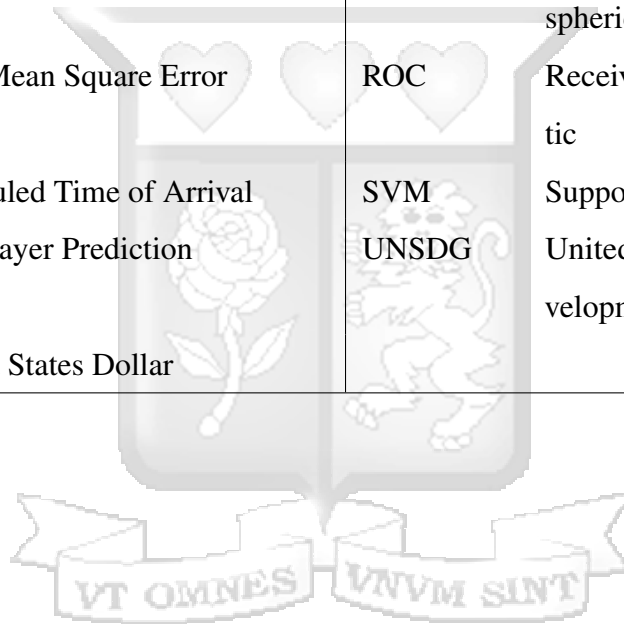 spheri
Mean Square Error ROC Receiv
tic
uled Time of Arrival SVM Suppo
ayer Prediction UNSDG United
velopn
States Dollar
VT OMNES VNVM SINT